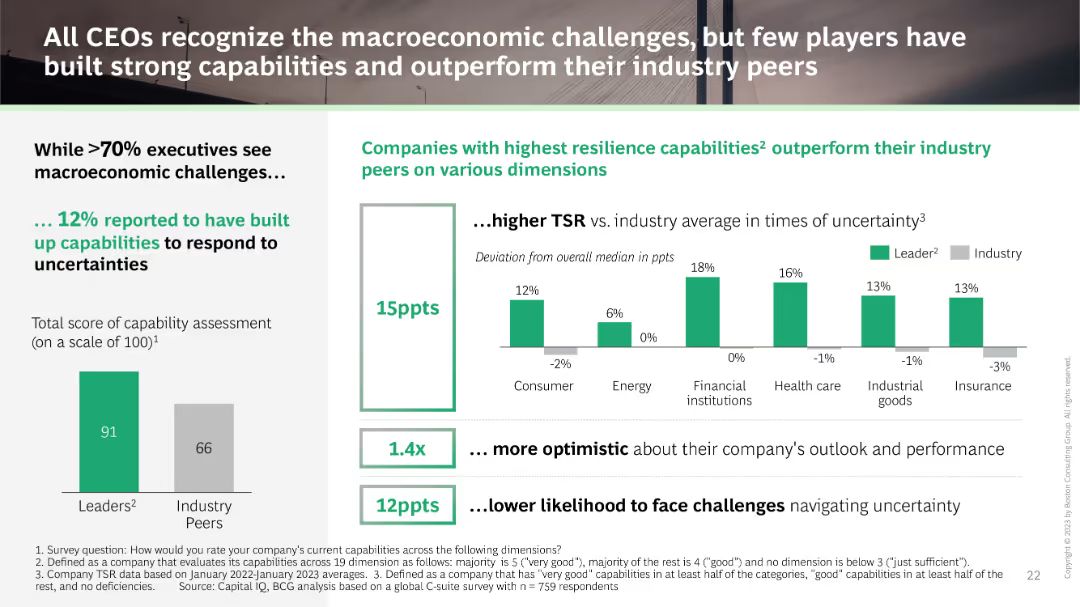 All CEOs recognize the macroeconomic challenges, but few players have
built strong capabilities and outperform their industry peers
While >70% executives see
macroeconomic challenges…
… 12% reported to have built
up capabilities to respond to
uncertainties
Total score of capability assessment
(on a scale of 100)¹
91
66
Leaders²
Industry
Peers
Companies with highest resilience capabilities² outperform their industry
peers on various dimensions
15ppts
…higher TSR vs. industry average in times of uncertainty³
Deviation from overall median in ppts
Leader²
Industry
12%
6%
18%
16%
13%
13%
-2%
0%
0%
-1%
-1%
-3%
Consumer
Energy
Financial
institutions
Health care
Industrial
goods
Insurance
1.4x
… more optimistic about their company's outlook and performance
12ppts
…lower likelihood to face challenges navigating uncertainty
1. Survey question: How would you rate your company's current capabilities across the following dimensions?
2. Defined as a company that evaluates its capabilities across 19 dimension as follows: majority is 5 ("very good"), majority of the rest is 4 ("good") and no dimension is below 3 ("just sufficient").
3. Company TSR data based on January 2022-January 2023 averages. 3. Defined as a company that has "very good" capabilities in at least half of the categories, "good" capabilities in at least half of the
rest, and no deficiencies. Source: Capital IQ, BCG analysis based on a global C-suite survey with n = 759 respondents
22
Copyright © 2023 by Boston Consulting Group. All rights reserved.